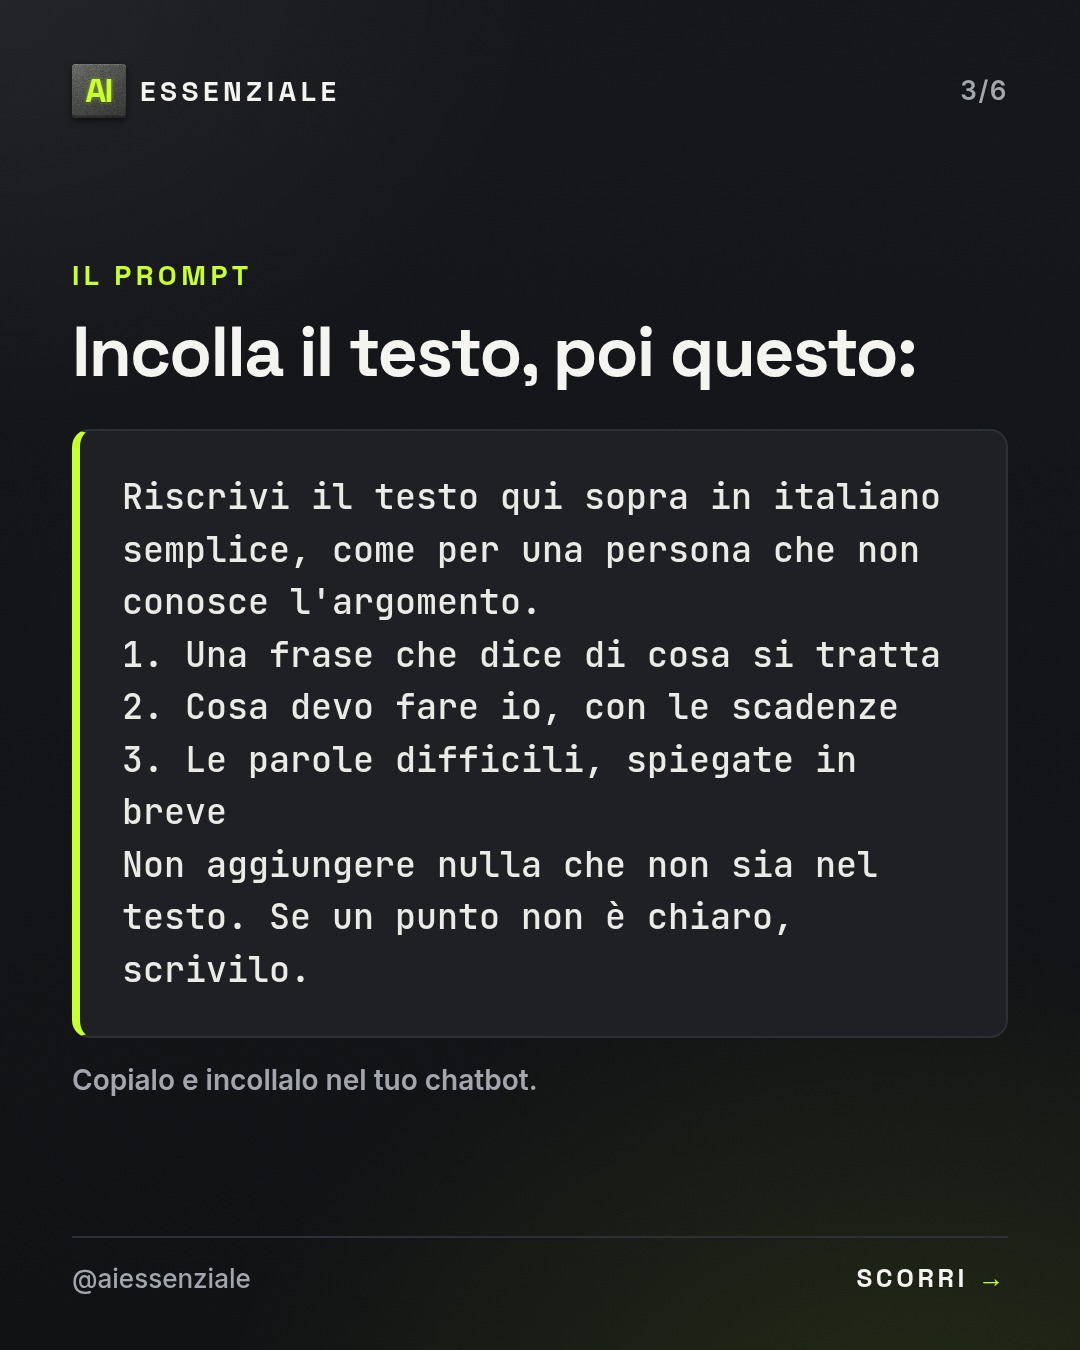 AI ESSENZIALE
3/6
IL PROMPT
Incolla il testo, poi questo:
Riscrivi il testo qui sopra in italiano
semplice, come per una persona che non
conosce l'argomento.
1. Una frase che dice di cosa si tratta
2. Cosa devo fare io, con le scadenze
3. Le parole difficili, spiegate in
breve
Non aggiungere nulla che non sia nel
testo. Se un punto non è chiaro,
scrivilo.
Copialo e incollalo nel tuo chatbot.
@aiessenziale
SCORRI →